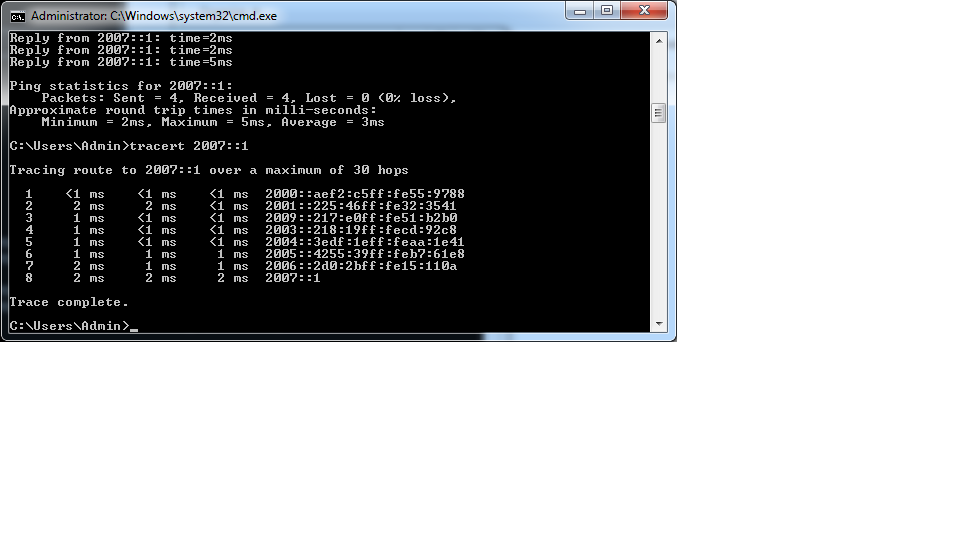 Administrator: C:\Windows\system32\cmd.exe
Reply from 2007::1: time=2ms
Reply from 2007::1: time=2ms
Reply from 2007::1: time=5ms
Ping statistics for 2007::1:
Packets: Sent = 4, Received = 4, Lost = 0 (0% loss),
Approximate round trip times in milli-seconds:
Minimum = 2ms, Maximum = 5ms, Average = 3ms
C:\Users\Admin>tracert 2007::1
Tracing route to 2007::1 over a maximum of 30 hops
1 <1 ms <1 ms <1 ms 2000::aef2:c5ff:fe55:9788
2 2 ms 2 ms <1 ms 2001::225:46ff:fe32:3541
3 1 ms <1 ms <1 ms 2009::217:e0ff:fe51:b2b0
4 1 ms <1 ms <1 ms 2003::218:19ff:fecd:92c8
5 1 ms <1 ms <1 ms 2004::3edf:1eff:feaa:1e41
6 1 ms 1 ms 1 ms 2005::4255:39ff:feb7:61e8
7 2 ms 1 ms 1 ms 2006::2d0:2bff:fe15:110a
8 2 ms 2 ms 2 ms 2007::1
Trace complete.
C:\Users\Admin>_